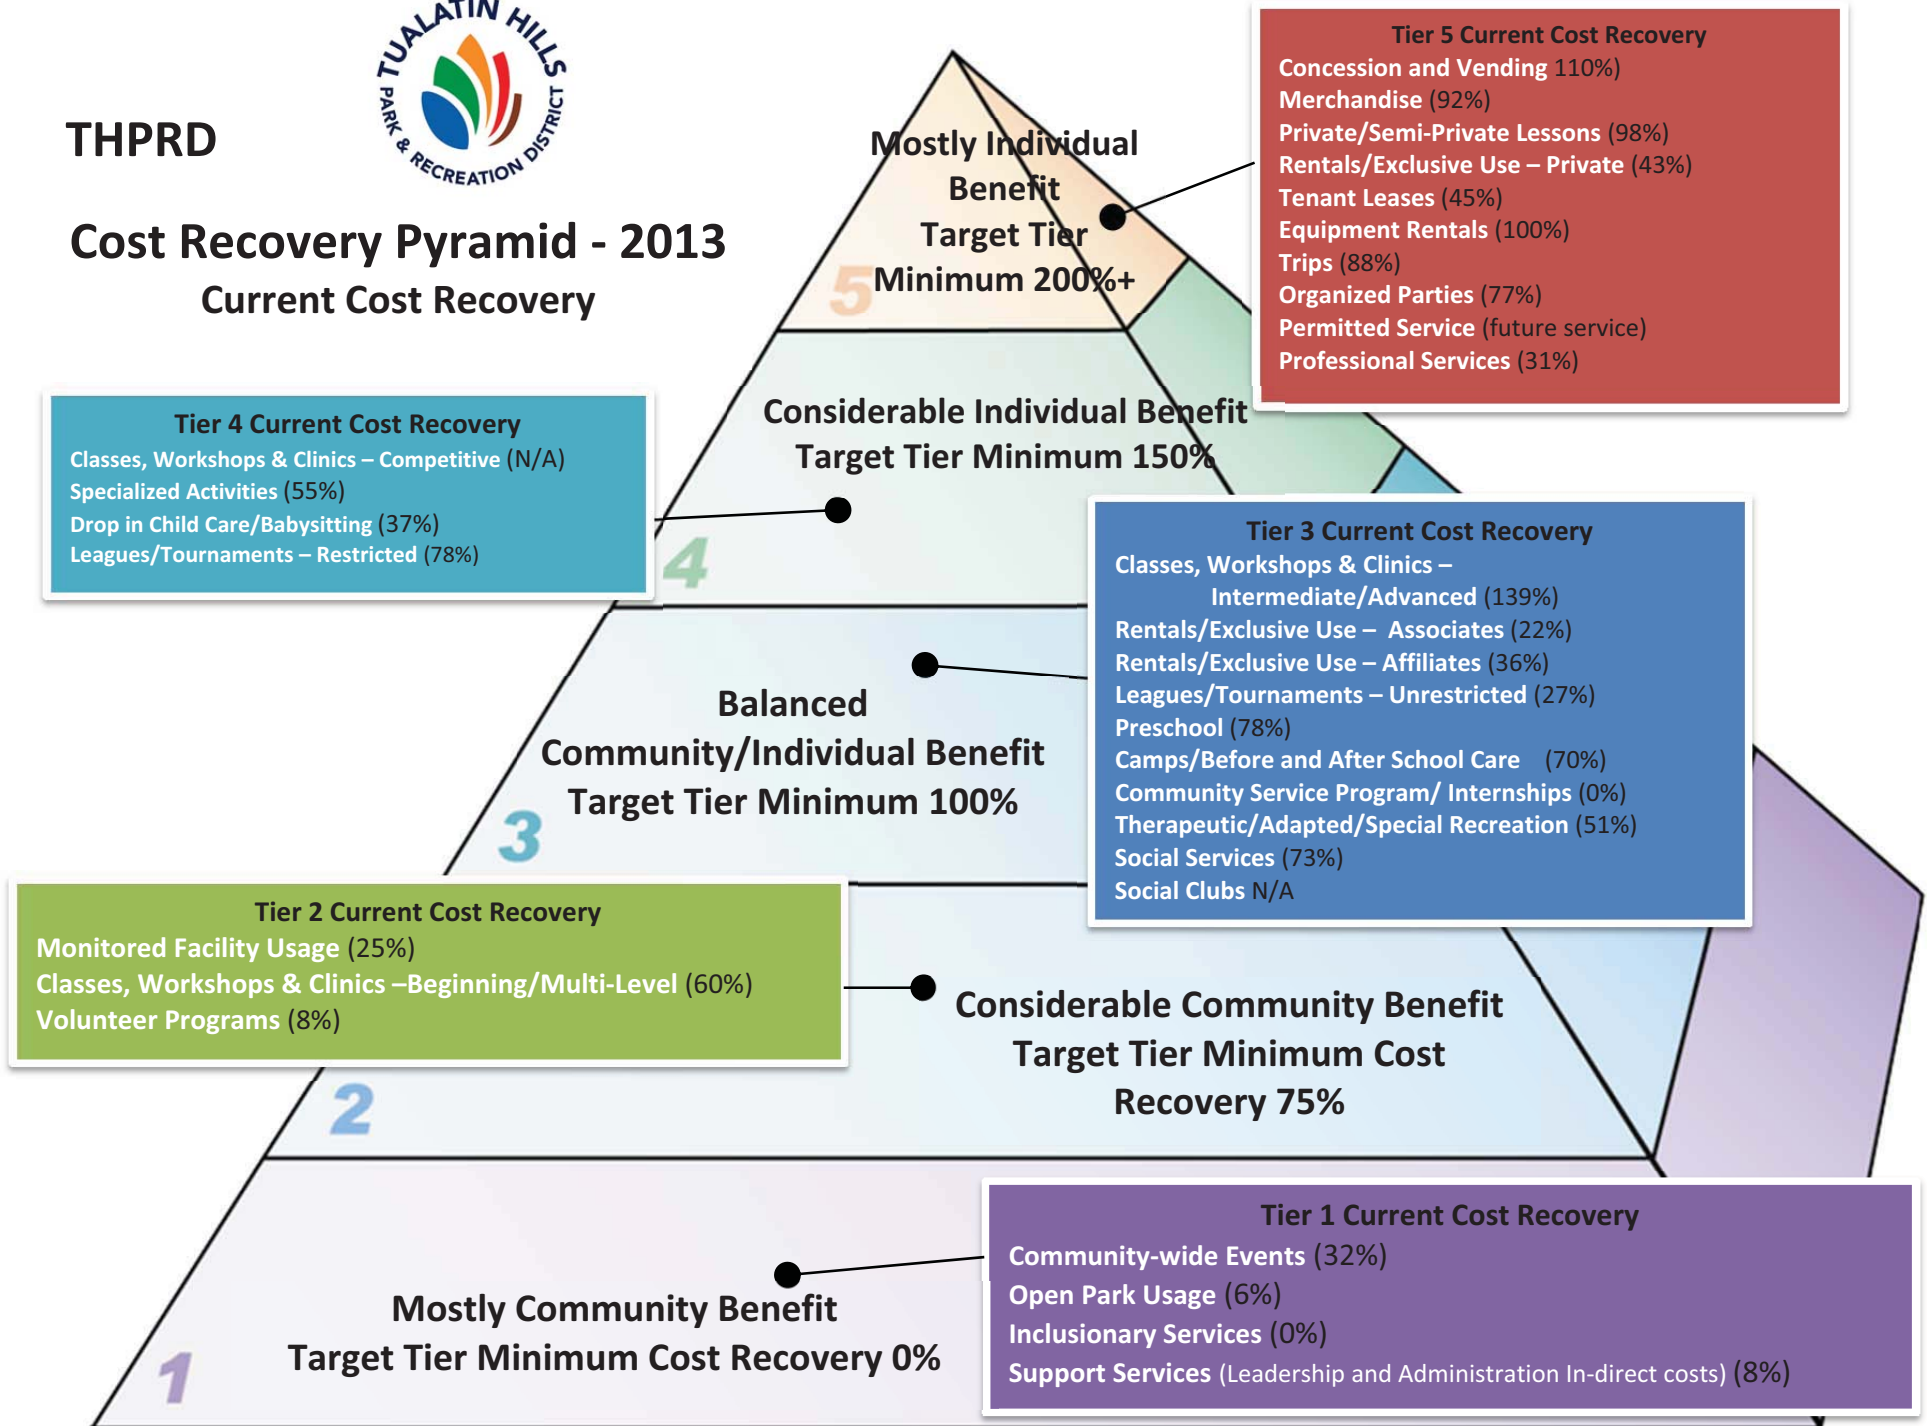 TUALATIN HILLS
PARK & RECREATION DISTRICT
THPRD
Cost Recovery Pyramid - 2013
Current Cost Recovery
Mostly Individual
Benefit
Target Tier
Minimum 200%+
5
Tier 5 Current Cost Recovery
Concession and Vending 110%)
Merchandise (92%)
Private/Semi-Private Lessons (98%)
Rentals/Exclusive Use – Private (43%)
Tenant Leases (45%)
Equipment Rentals (100%)
Trips (88%)
Organized Parties (77%)
Permitted Service (future service)
Professional Services (31%)
Considerable Individual Benefit
Target Tier Minimum 150%
4
Tier 4 Current Cost Recovery
Classes, Workshops & Clinics – Competitive (N/A)
Specialized Activities (55%)
Drop in Child Care/Babysitting (37%)
Leagues/Tournaments – Restricted (78%)
Tier 3 Current Cost Recovery
Classes, Workshops & Clinics –
Intermediate/Advanced (139%)
Rentals/Exclusive Use – Associates (22%)
Rentals/Exclusive Use – Affiliates (36%)
Leagues/Tournaments – Unrestricted (27%)
Preschool (78%)
Camps/Before and After School Care (70%)
Community Service Program/ Internships (0%)
Therapeutic/Adapted/Special Recreation (51%)
Social Services (73%)
Social Clubs N/A
Balanced
Community/Individual Benefit
Target Tier Minimum 100%
3
Tier 2 Current Cost Recovery
Monitored Facility Usage (25%)
Classes, Workshops & Clinics –Beginning/Multi-Level (60%)
Volunteer Programs (8%)
Considerable Community Benefit
Target Tier Minimum Cost
Recovery 75%
2
Tier 1 Current Cost Recovery
Community-wide Events (32%)
Open Park Usage (6%)
Inclusionary Services (0%)
Support Services (Leadership and Administration In-direct costs) (8%)
Mostly Community Benefit
Target Tier Minimum Cost Recovery 0%
1